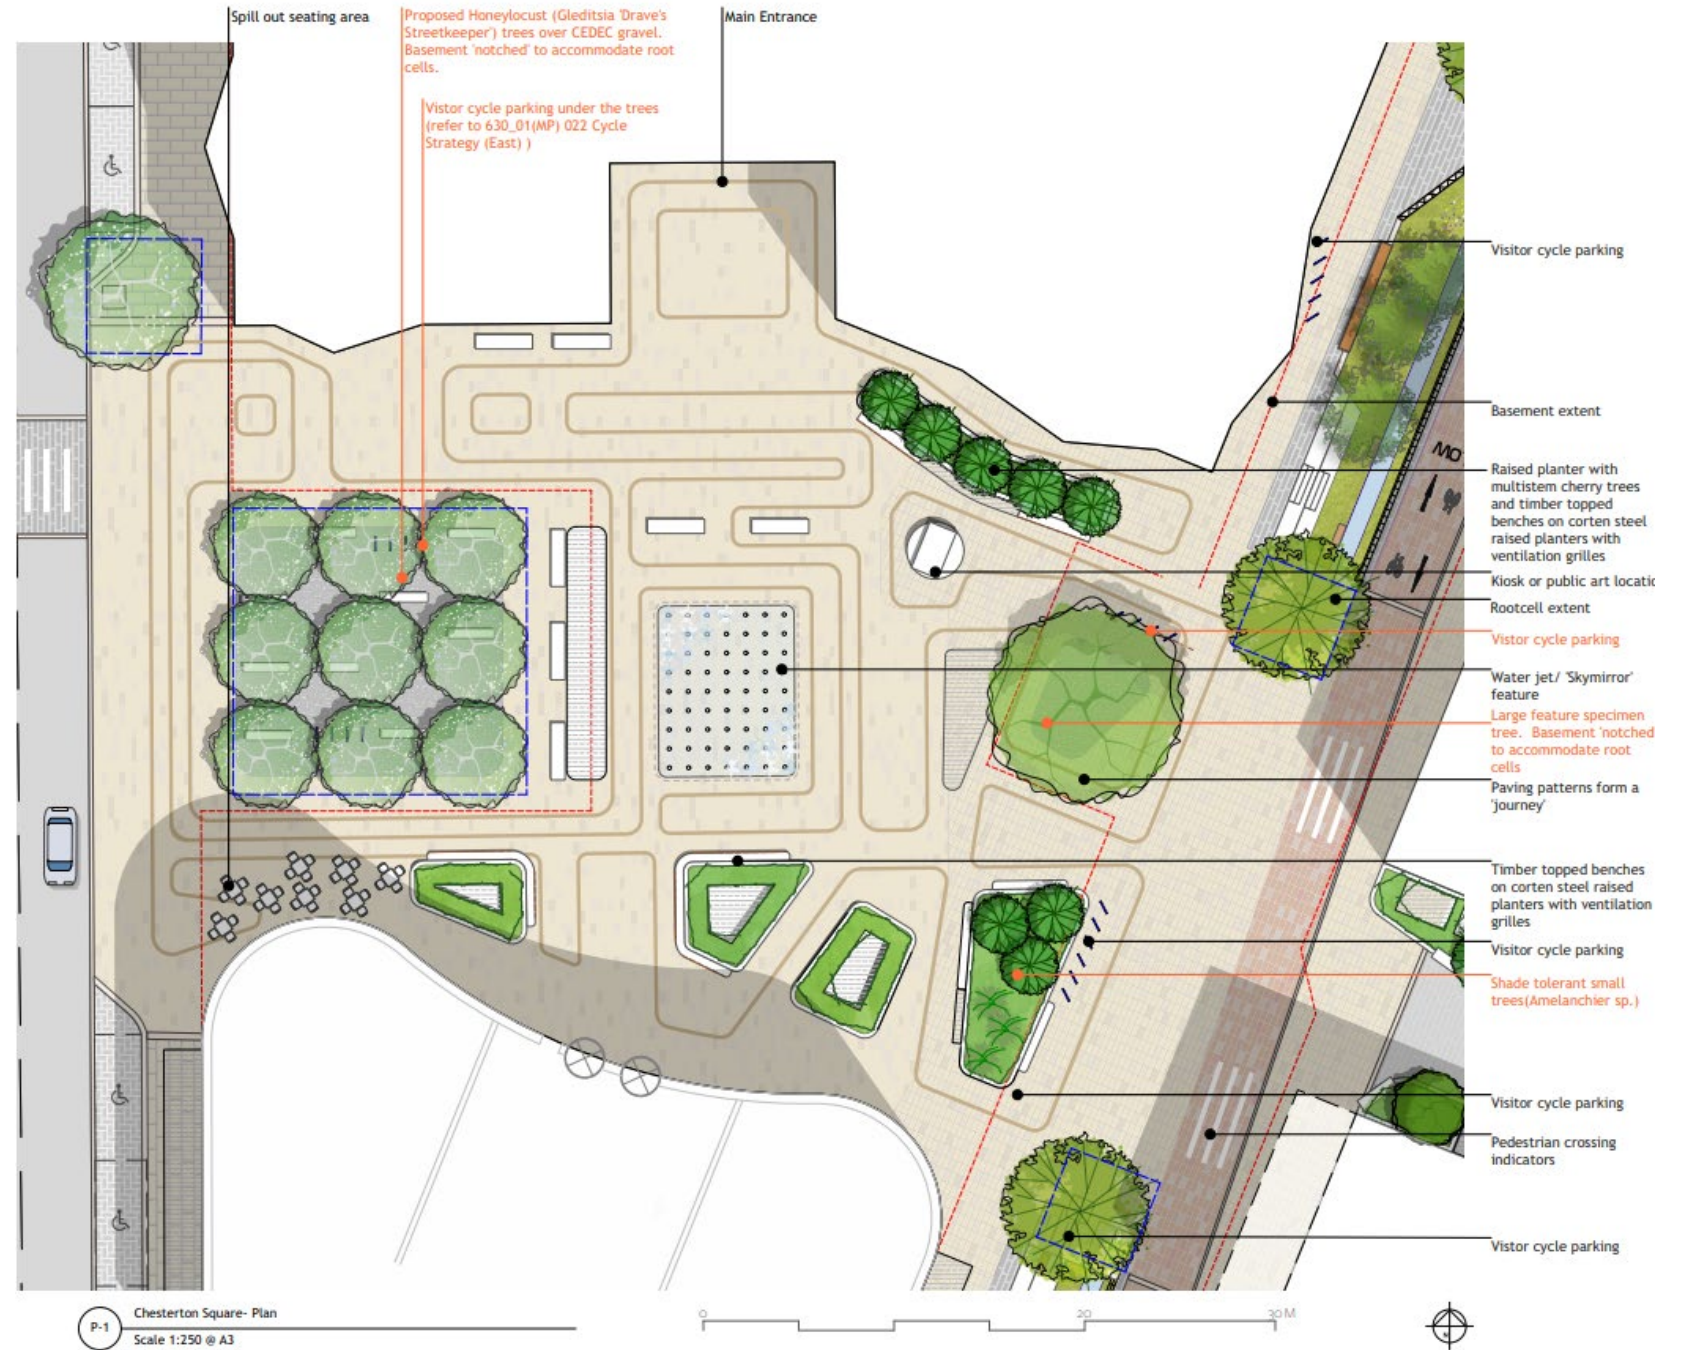 Spill out seating area
Proposed Honeylocust (Gleditsia 'Drave's
Streetkeeper') trees over CEDEC gravel.
Basement 'notched' to accommodate root
cells.
Main Entrance
Vistor cycle parking under the trees
(refer to 630_01(MP) 022 Cycle
Strategy (East) )
Visitor cycle parking
Basement extent
Raised planter with
multistem cherry trees
and timber topped
benches on corten steel
raised planters with
ventilation grilles
Kiosk or public art locatio
Rootcell extent
Vistor cycle parking
Water jet/ 'Skymirror'
feature
Large feature specimen
tree. Basement 'notched
to accommodate root
cells
Paving patterns form a
'journey'
Timber topped benches
on corten steel raised
planters with ventilation
grilles
Visitor cycle parking
Shade tolerant small
trees(Amelanchier sp.)
Visitor cycle parking
Pedestrian crossing
indicators
Vistor cycle parking
P-1
Chesterton Square- Plan
Scale 1:250 @ A3
0
20
30 M
N